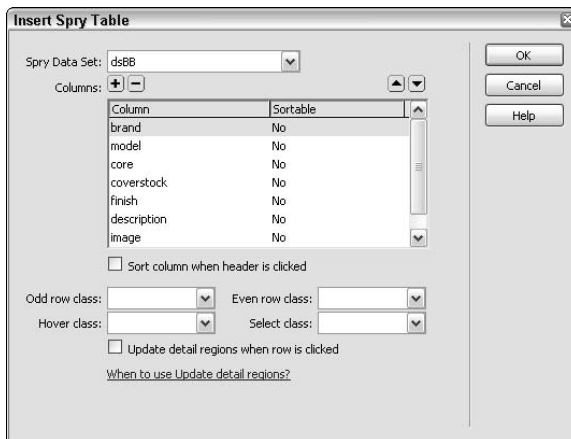 Insert Spry Table
Spry Data Set: dsBB
Columns:
Column Sortable
brand No
model No
core No
coverstock No
finish No
description No
image No
Sort column when header is clicked
Odd row class: Even row class:
Hover class: Select class:
Update detail regions when row is clicked
When to use Update detail regions?
OK
Cancel
Help